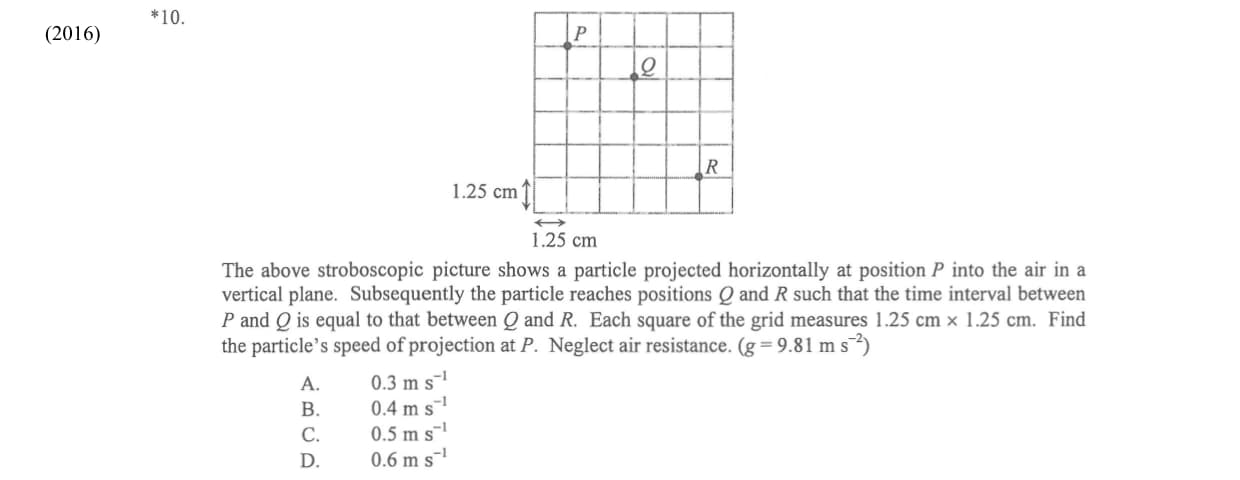 *10.
(2016)
P
Q
R
1.25 cm
1.25 cm
The above stroboscopic picture shows a particle projected horizontally at position P into the air in a
vertical plane. Subsequently the particle reaches positions Q and R such that the time interval between
P and Q is equal to that between Q and R. Each square of the grid measures 1.25 cm × 1.25 cm. Find
the particle's speed of projection at P. Neglect air resistance. (g = 9.81 m s⁻²)
A. 0.3 m s⁻¹
B. 0.4 m s⁻¹
C. 0.5 m s⁻¹
D. 0.6 m s⁻¹